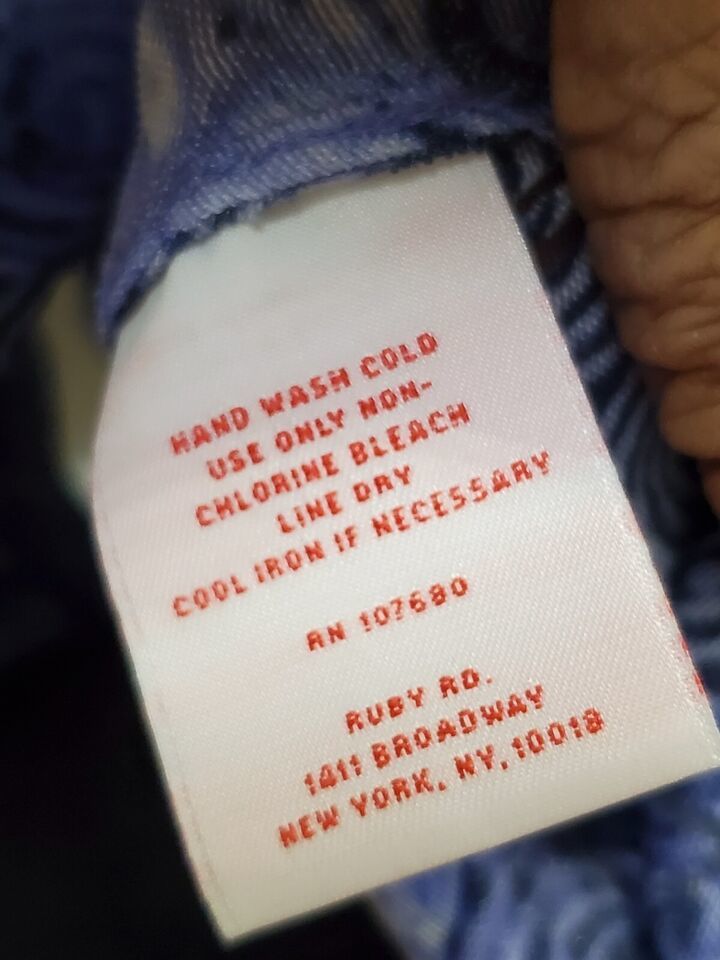 HAND WASH COLD
USE ONLY NON-
CHLORINE BLEACH
LINE DRY
COOL IRON IF NECESSARY
RN 107680
RUBY RD.
1411 BROADWAY
NEW YORK, NY, 10018